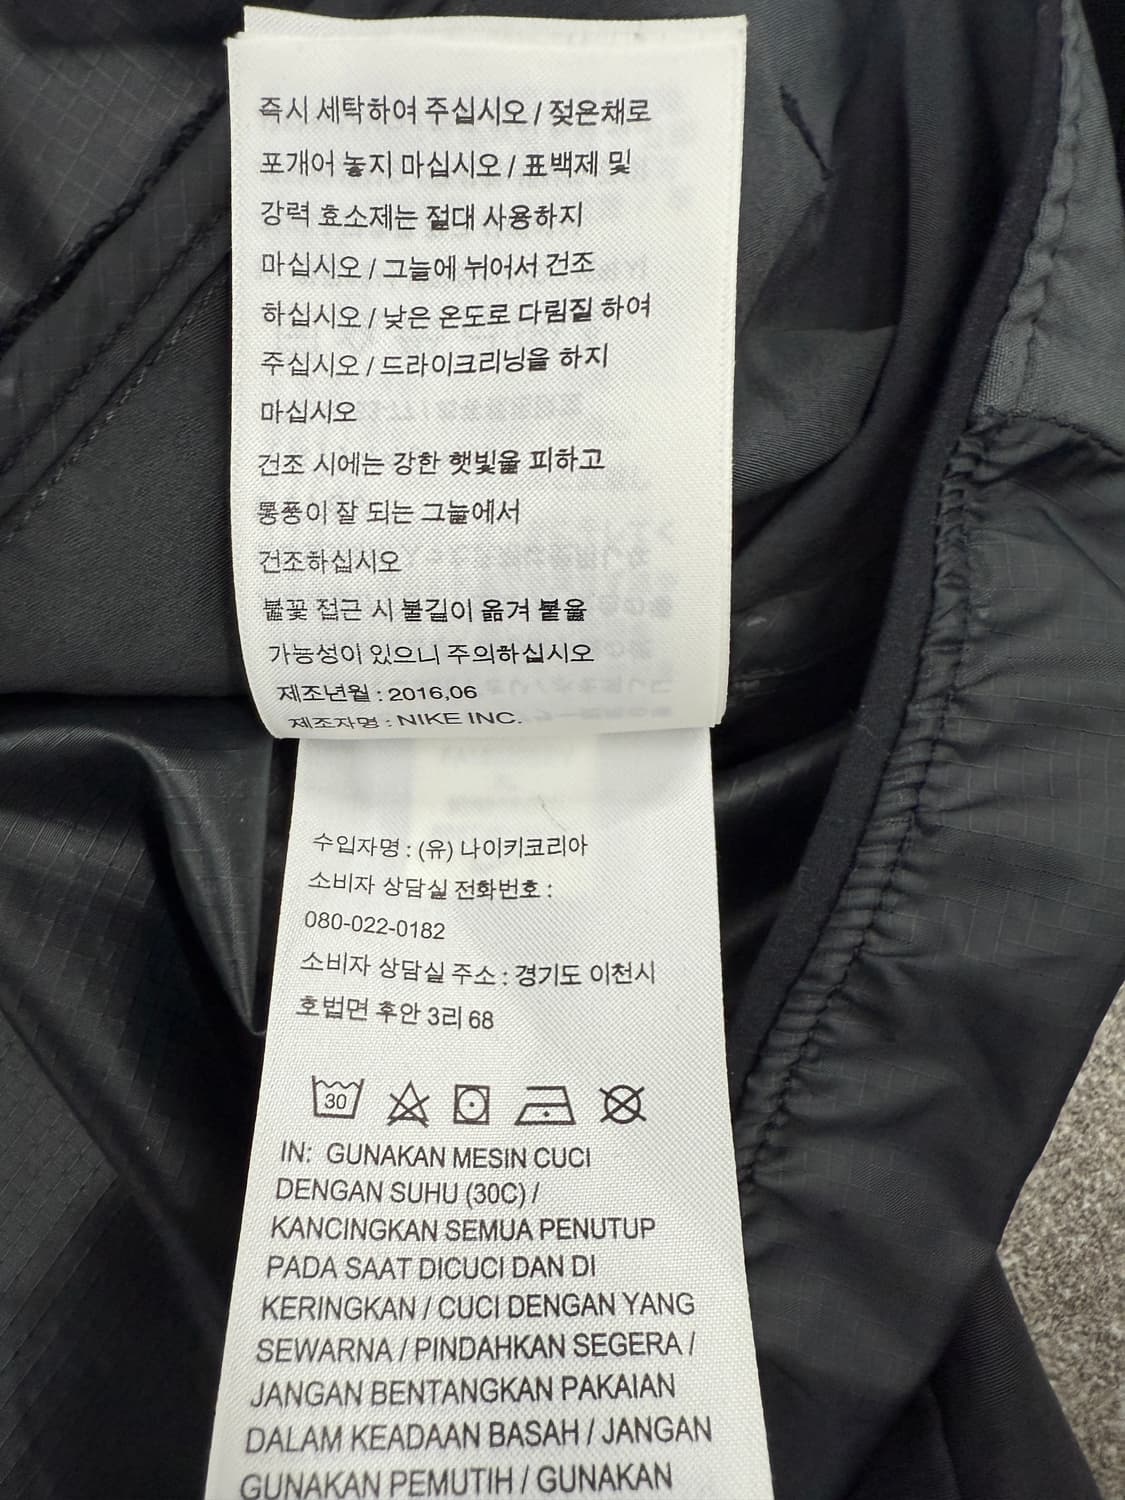 즉시 세탁하여 주십시오 / 젖은채로
포개어 놓지 마십시오 / 표백제 및
강력 효소제는 절대 사용하지
마십시오 / 그늘에 뉘어서 건조
하십시오 / 낮은 온도로 다림질 하여
주십시오 / 드라이크리닝을 하지
마십시오
건조 시에는 강한 햇빛을 피하고
통풍이 잘 되는 그늘에서
건조하십시오
불꽃 접근 시 불길이 옮겨 붙을
가능성이 있으니 주의하십시오
제조년월 : 2016.06
제조자명 : NIKE INC.
수입자명 : (유) 나이키코리아
소비자 상담실 전화번호 :
080-022-0182
소비자 상담실 주소 : 경기도 이천시
호법면 후안 3리 68
30
IN: GUNAKAN MESIN CUCI
DENGAN SUHU (30C) /
KANCINGKAN SEMUA PENUTUP
PADA SAAT DICUCI DAN DI
KERINGKAN / CUCI DENGAN YANG
SEWARNA / PINDAHKAN SEGERA /
JANGAN BENTANGKAN PAKAIAN
DALAM KEADAAN BASAH / JANGAN
GUNAKAN PEMUTIH / GUNAKAN